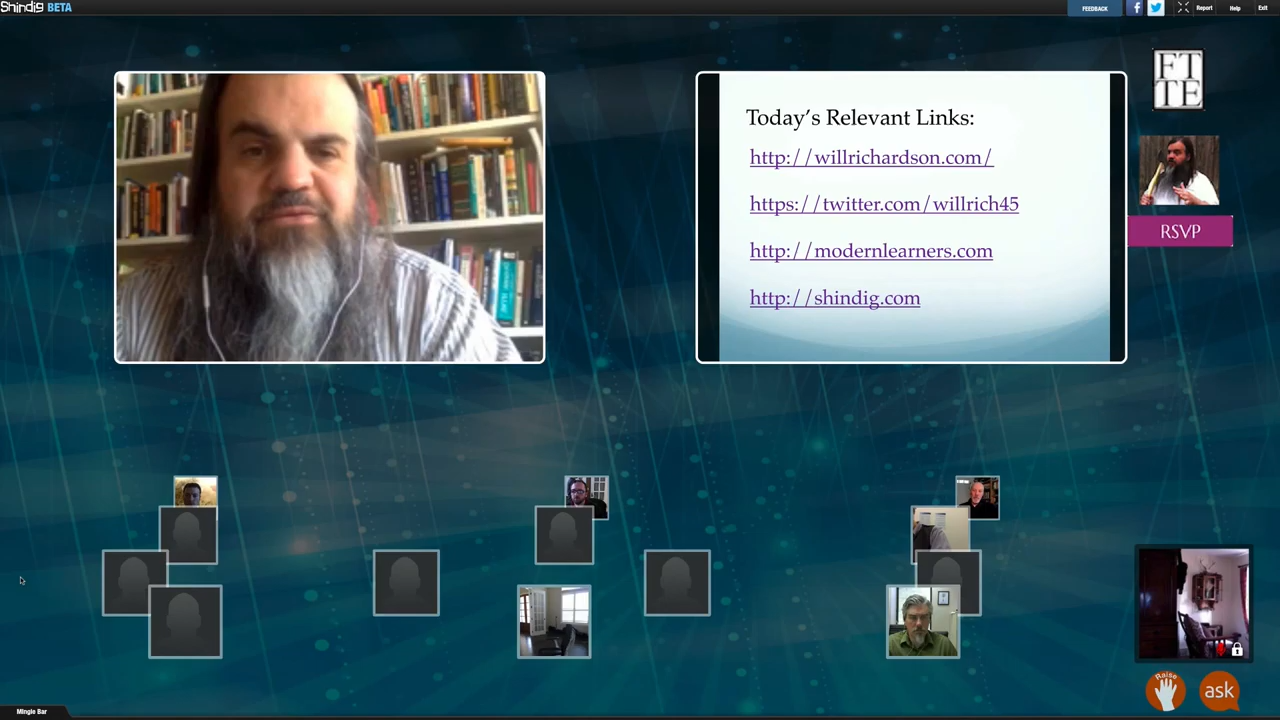 Shindig BETA
FEEDBACK
Report
Help
Exit
FT
TE
Today's Relevant Links:
http://willrichardson.com/
https://twitter.com/willrich45
http://modernlearners.com
http://shindig.com
RSVP
Raise
ask
Mingle Bar